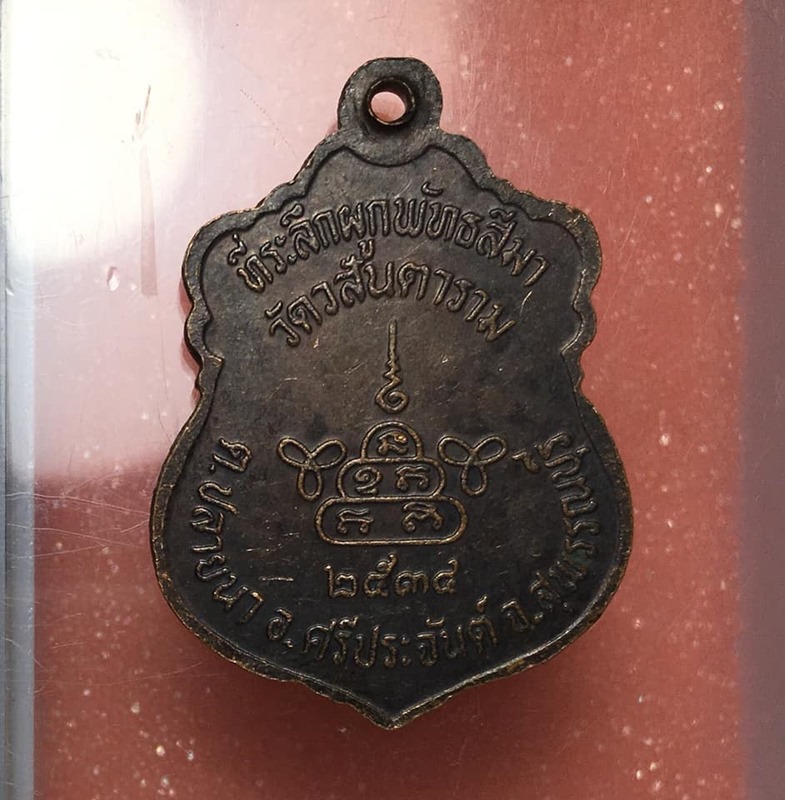 ที่ระลึกผูกพัทธสีมา
วัดวสันตาราม
๒๕๓๔
ต.ปลายนา อ.ศรีประจันต์ จ.สุพรรณบุรี